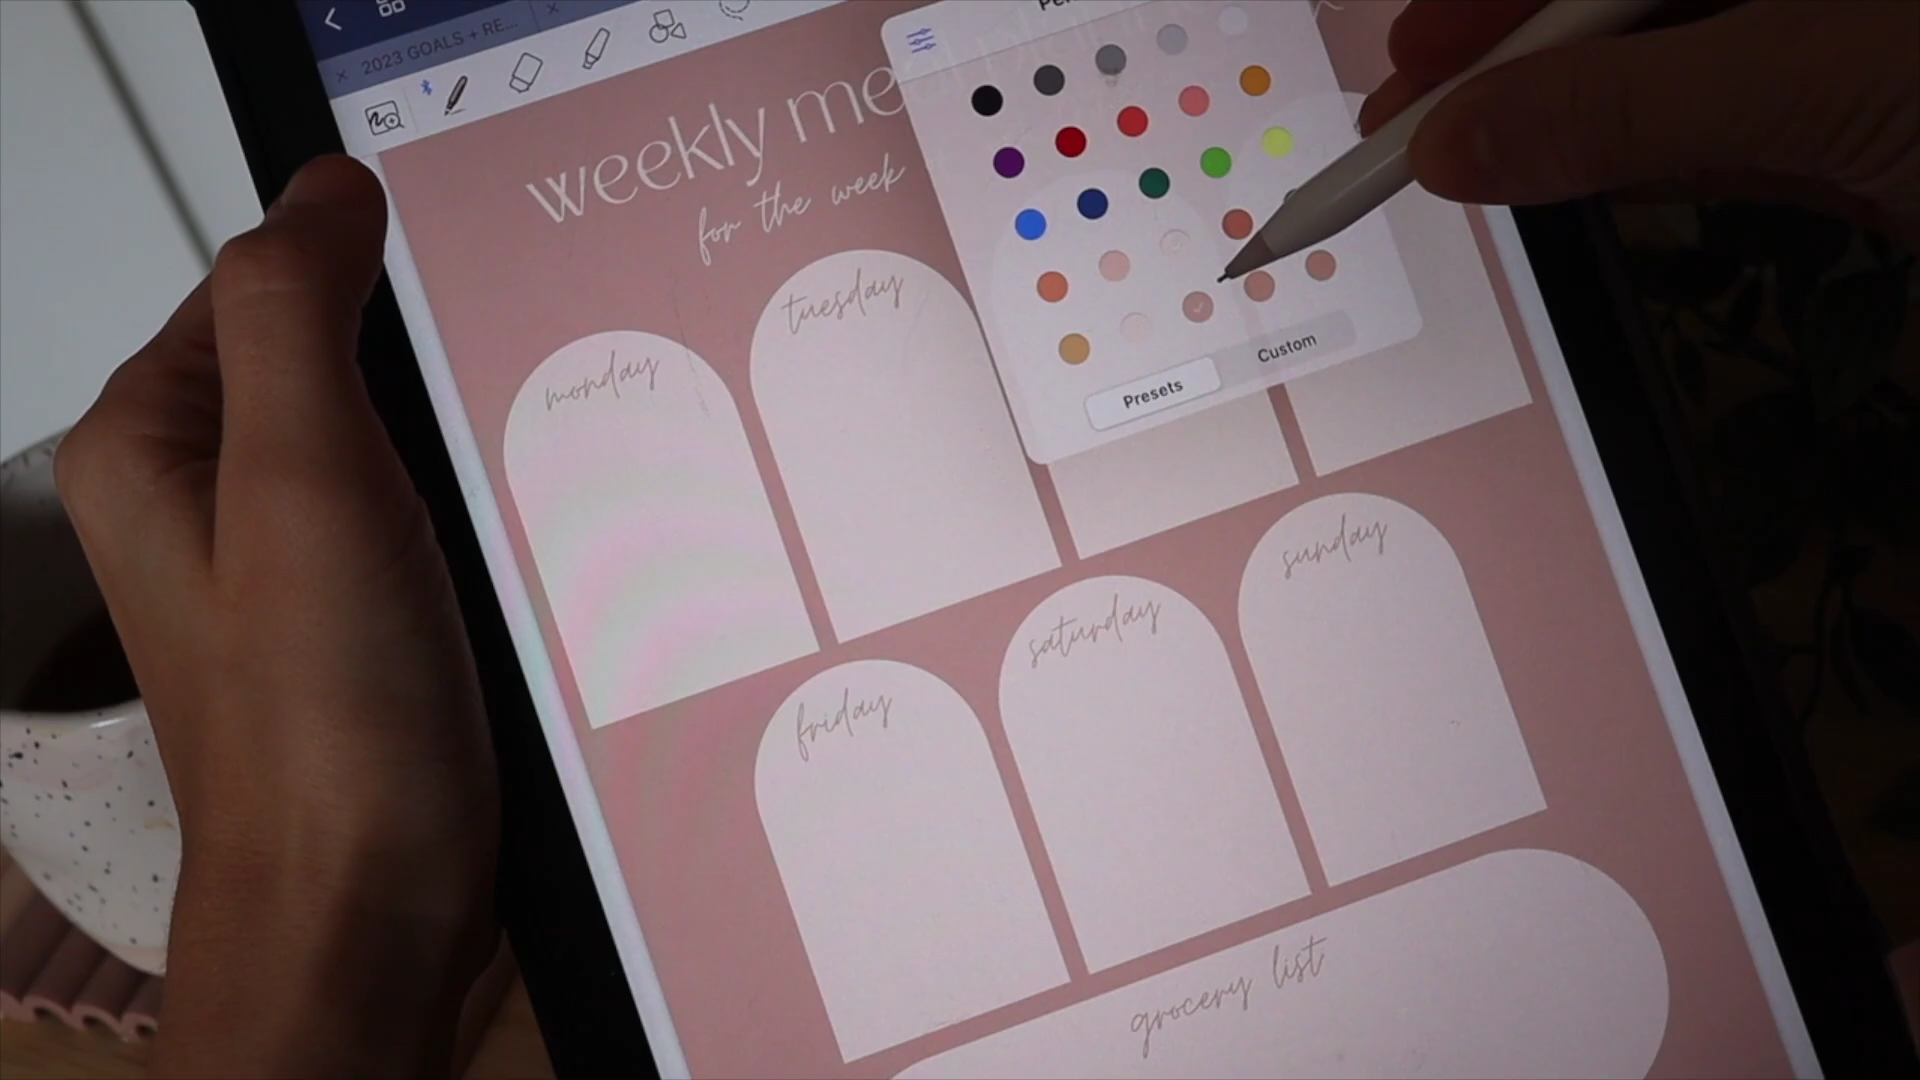 2023 GOALS + RE...
weekly me
for the week
monday
tuesday
friday
saturday
sunday
grocery list
Presets
Custom